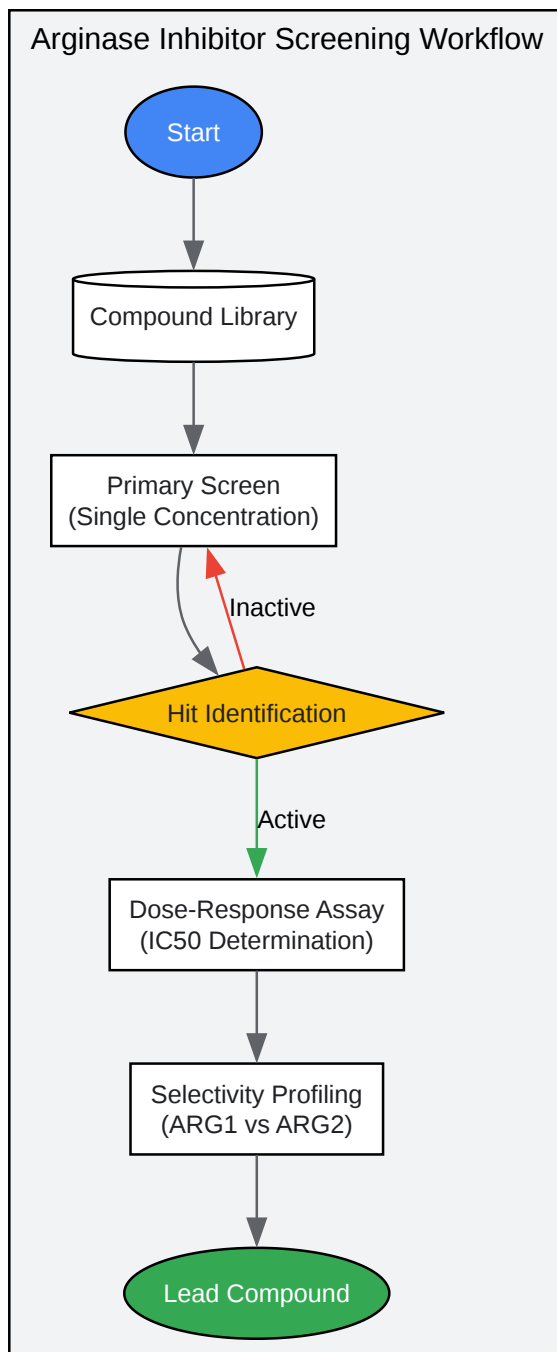 Arginase Inhibitor Screening Workflow
Start
Compound Library
Primary Screen
(Single Concentration)
Inactive
Hit Identification
Active
Dose-Response Assay
(IC50 Determination)
Selectivity Profiling
(ARG1 vs ARG2)
Lead Compound